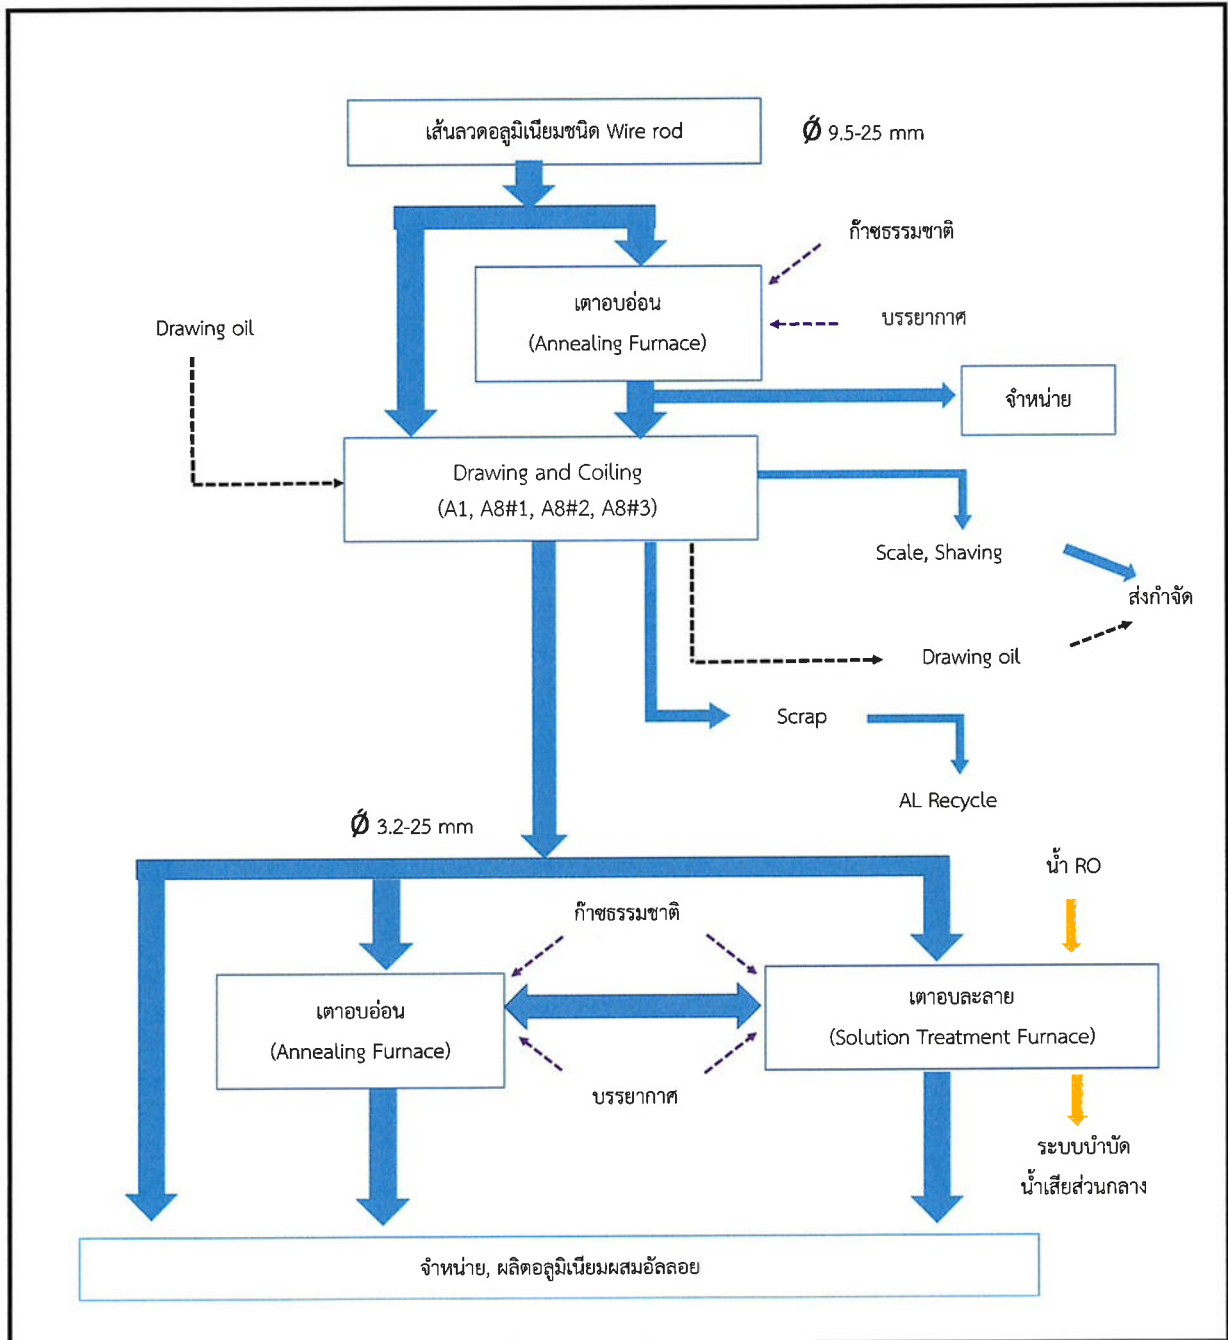 เส้นลวดอลูมิเนียมชนิด Wire rod
Ǿ 9.5-25 mm
ก๊าซธรรมชาติ
เตาอบอ่อน
(Annealing Furnace)
บรรยากาศ
Drawing oil
จำหน่าย
Drawing and Coiling
(A1, A8#1, A8#2, A8#3)
Scale, Shaving
ส่งกำจัด
Drawing oil
Scrap
AL Recycle
Ǿ 3.2-25 mm
น้ำ RO
ก๊าซธรรมชาติ
เตาอบอ่อน
(Annealing Furnace)
เตาอบละลาย
(Solution Treatment Furnace)
บรรยากาศ
ระบบบำบัด
น้ำเสียส่วนกลาง
จำหน่าย, ผลิตอลูมิเนียมผสมอัลลอย